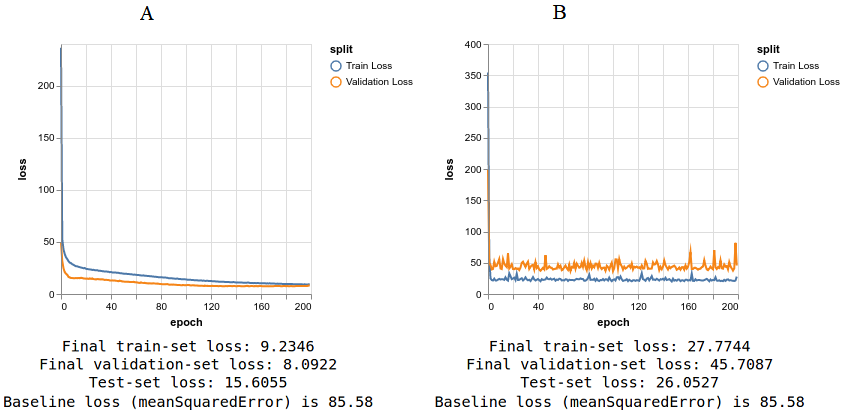 A
split
Train Loss
Validation Loss
200
150
100
50
0
loss
0
40
80
120
160
200
epoch
Final train-set loss: 9.2346
Final validation-set loss: 8.0922
Test-set loss: 15.6055
Baseline loss (meanSquaredError) is 85.58
B
split
Train Loss
Validation Loss
400
350
300
250
200
150
100
50
0
loss
0
40
80
120
160
200
epoch
Final train-set loss: 27.7744
Final validation-set loss: 45.7087
Test-set loss: 26.0527
Baseline loss (meanSquaredError) is 85.58